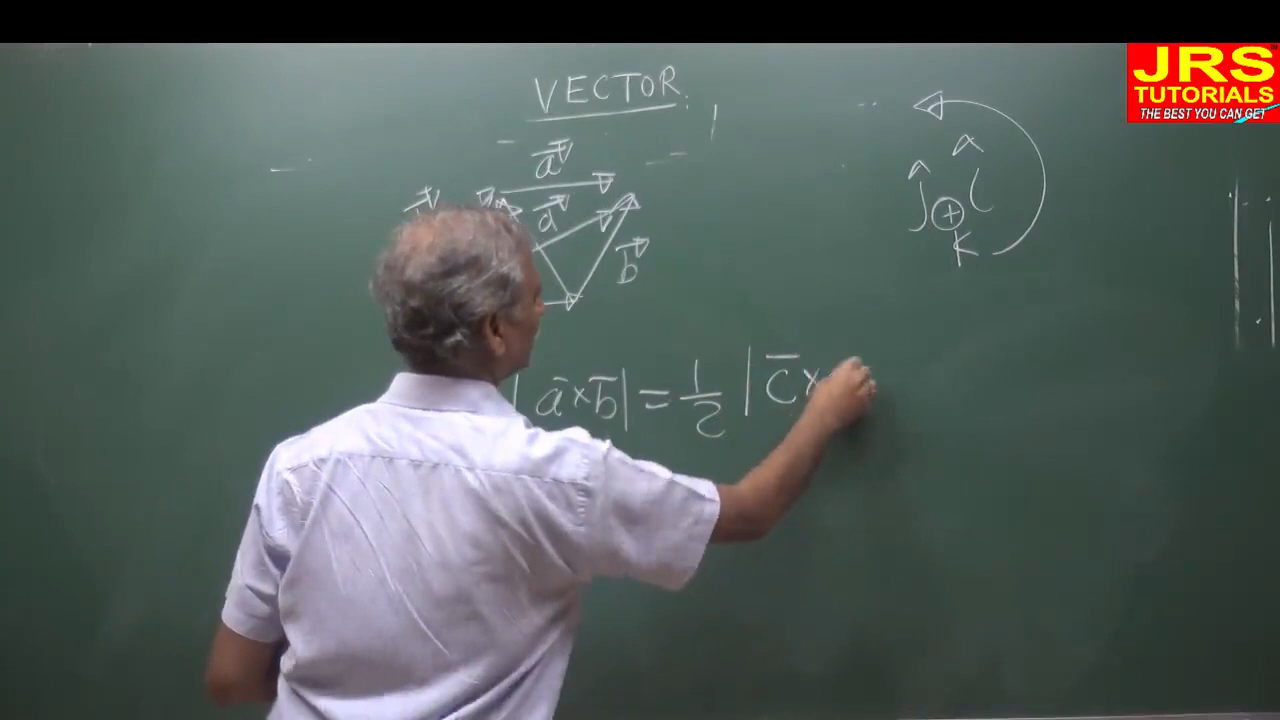 JRS
TUTORIALS
THE BEST YOU CAN GET
VECTOR
a⃗
a⃗
b⃗
ĵ î
k
| a̅ × b̅ | = 1/2 | c̅ ×